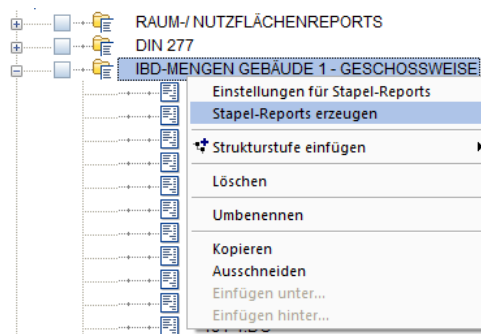 RAUM-/ NUTZFLÄCHENREPORTS
DIN 277
IBD-MENGEN GEBÄUDE 1 - GESCHOSSWEISE
Einstellungen für Stapel-Reports
Stapel-Reports erzeugen
Strukturstufe einfügen
Löschen
Umbenennen
Kopieren
Ausschneiden
Einfügen unter...
Einfügen hinter...